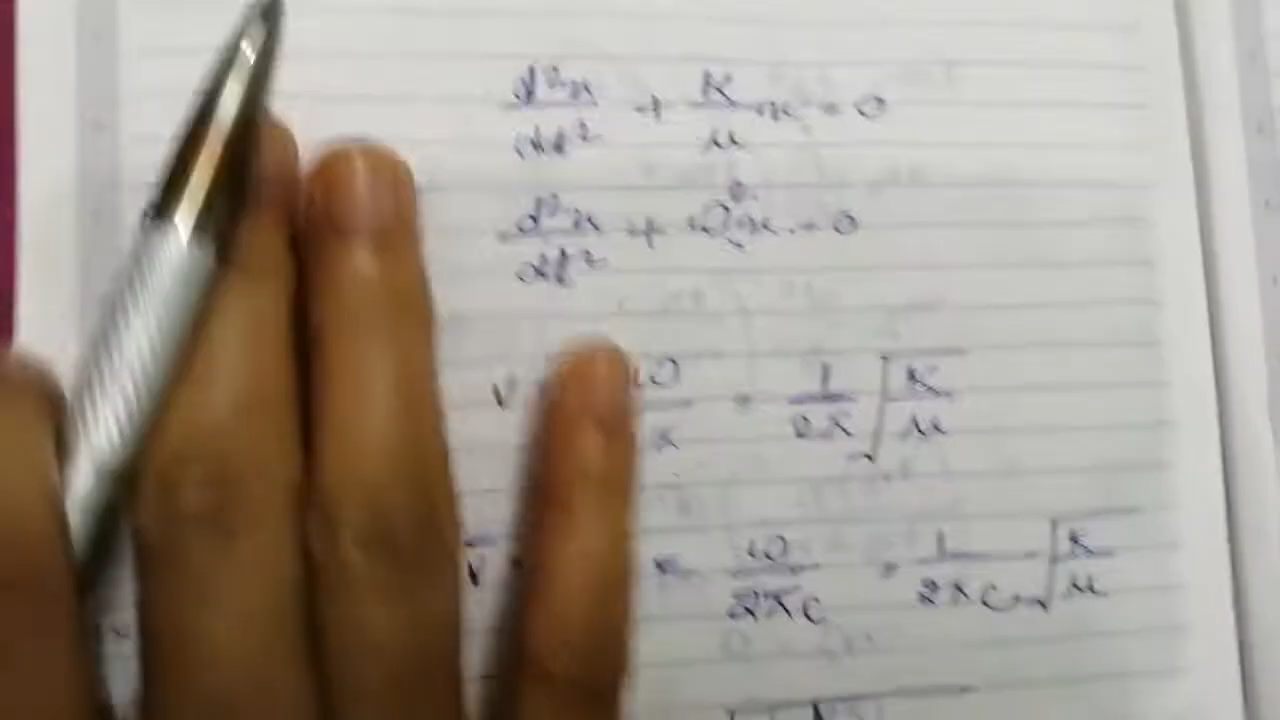 d²x/dt² + K/μ x = 0
d²x/dt² + ω²x = 0
ν ω/π = 1/2π √K/μ
ν̄ = ω/2πc = 1/2πc √K/μ